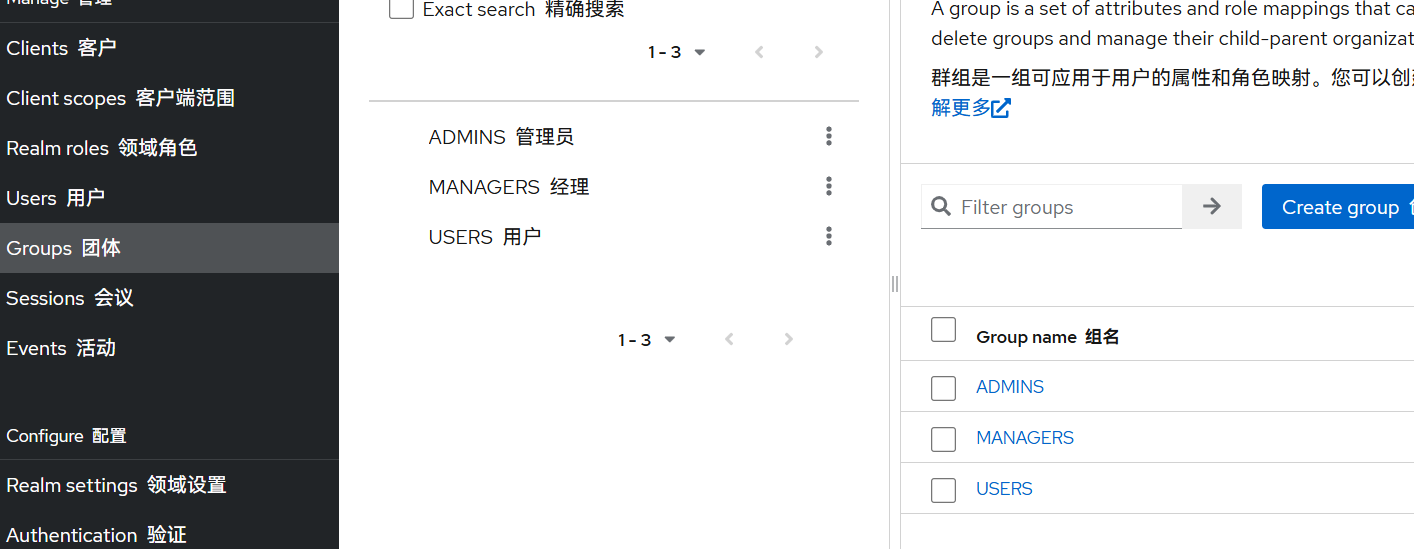 Manage 管理
Clients 客户
Client scopes 客户端范围
Realm roles 领域角色
Users 用户
Groups 团体
Sessions 会议
Events 活动
Configure 配置
Realm settings 领域设置
Authentication 验证
Exact search 精确搜索
1 - 3
ADMINS 管理员
MANAGERS 经理
USERS 用户
1 - 3
A group is a set of attributes and role mappings that ca
delete groups and manage their child-parent organizat
群组是一组可应用于用户的属性和角色映射。您可以创
解更多
Filter groups
Create group
Group name 组名
ADMINS
MANAGERS
USERS